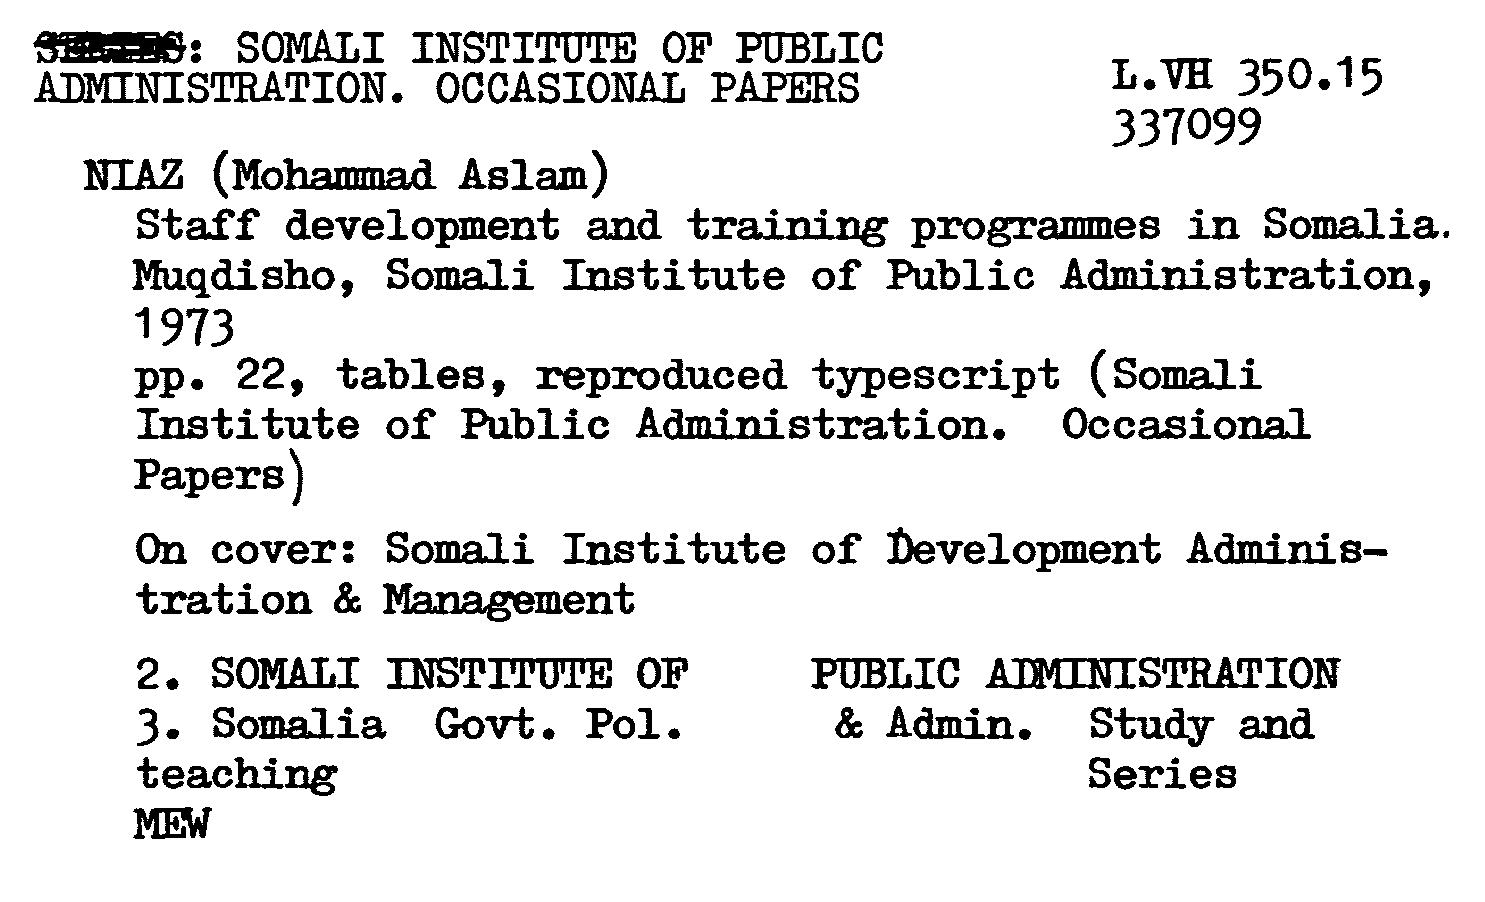 : SOMALI INSTITUTE OF PUBLIC
ADMINISTRATION. OCCASIONAL PAPERS
L.VH 350.15
337099
NIAZ (Mohammad Aslam)
Staff development and training programmes in Somalia.
Muqdisho, Somali Institute of Public Administration,
1973
pp. 22, tables, reproduced typescript (Somali
Institute of Public Administration. Occasional
Papers)
On cover: Somali Institute of Development Adminis-
tration & Management
2. SOMALI INSTITUTE OF PUBLIC ADMINISTRATION
3. Somalia Govt. Pol. & Admin. Study and
teaching Series
MEW